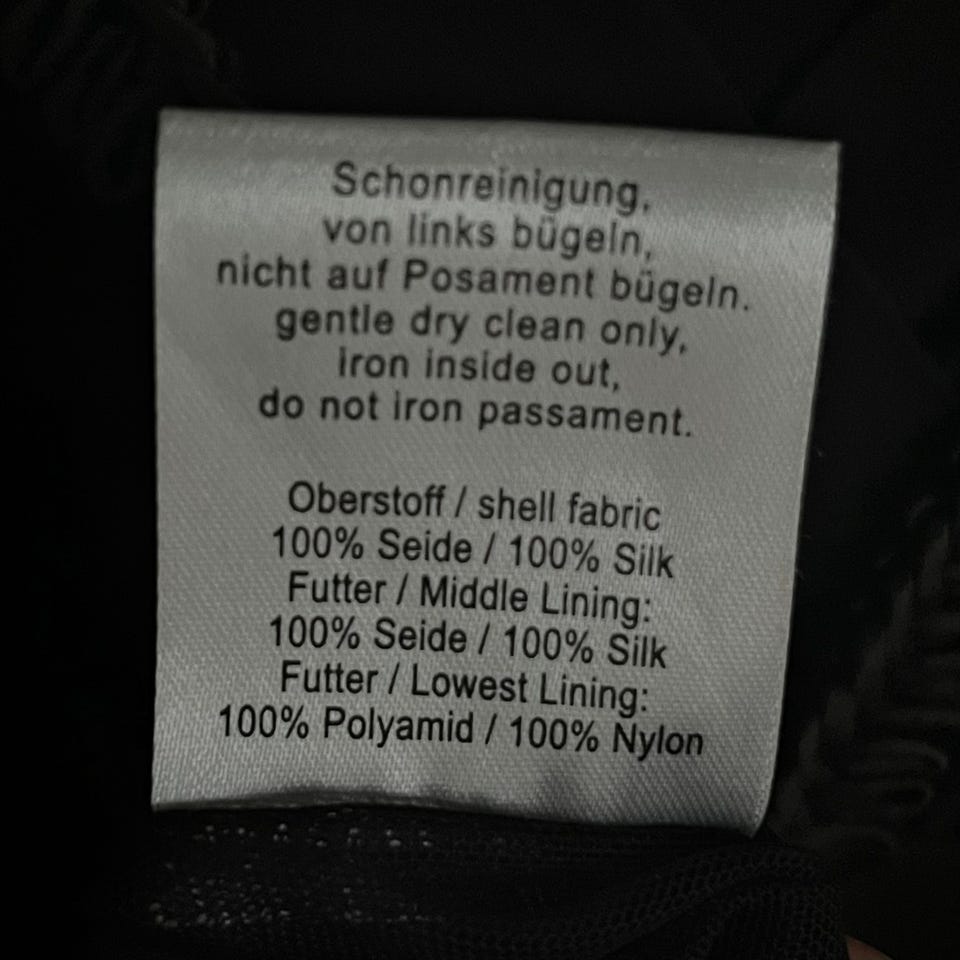 Schonreinigung,
von links bügeln,
nicht auf Posament bügeln.
gentle dry clean only,
iron inside out,
do not iron passament.
Oberstoff / shell fabric
100% Seide / 100% Silk
Futter / Middle Lining:
100% Seide / 100% Silk
Futter / Lowest Lining:
100% Polyamid / 100% Nylon